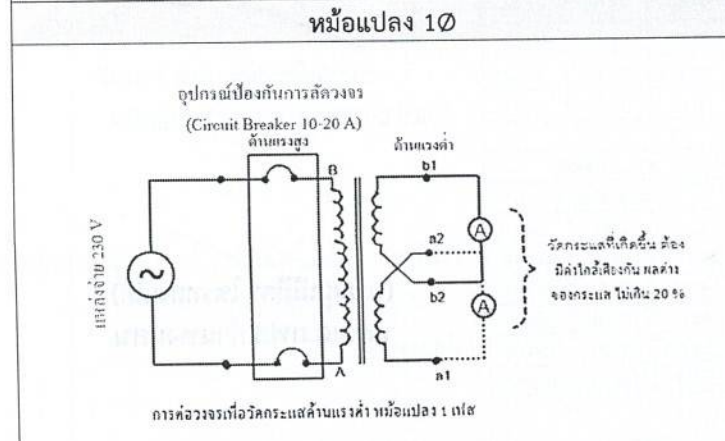 หม้อแปลง 1Ø
อุปกรณ์ป้องกันการลัดวงจร
(Circuit Breaker 10-20 A)
ด้านแรงสูง
ด้านแรงต่ำ
B
b1
แหล่งจ่าย 230 V
A
a2
b2
A
วัดกระแสที่เกิดขึ้น ต้อง
มีค่าใกล้เคียงกัน ผลต่าง
ของกระแส ไม่เกิน 20 %
A
a1
การต่อวงจรเพื่อวัดกระแสด้านแรงต่ำ หม้อแปลง 1 เฟส